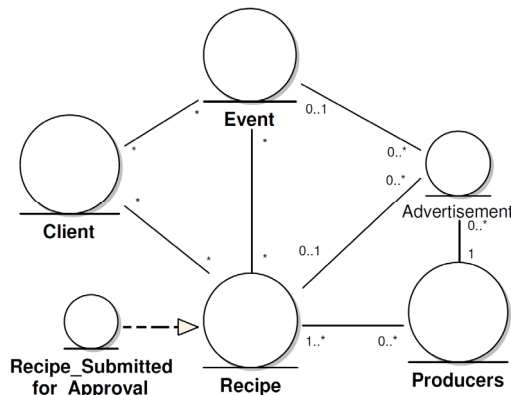 * 0..1
Event
* *
0..*
0..*
Advertisement
0..*
Client
*
0..1
1
* *
1..* 0..*
Recipe_Submitted
for_Approval
Recipe
Producers